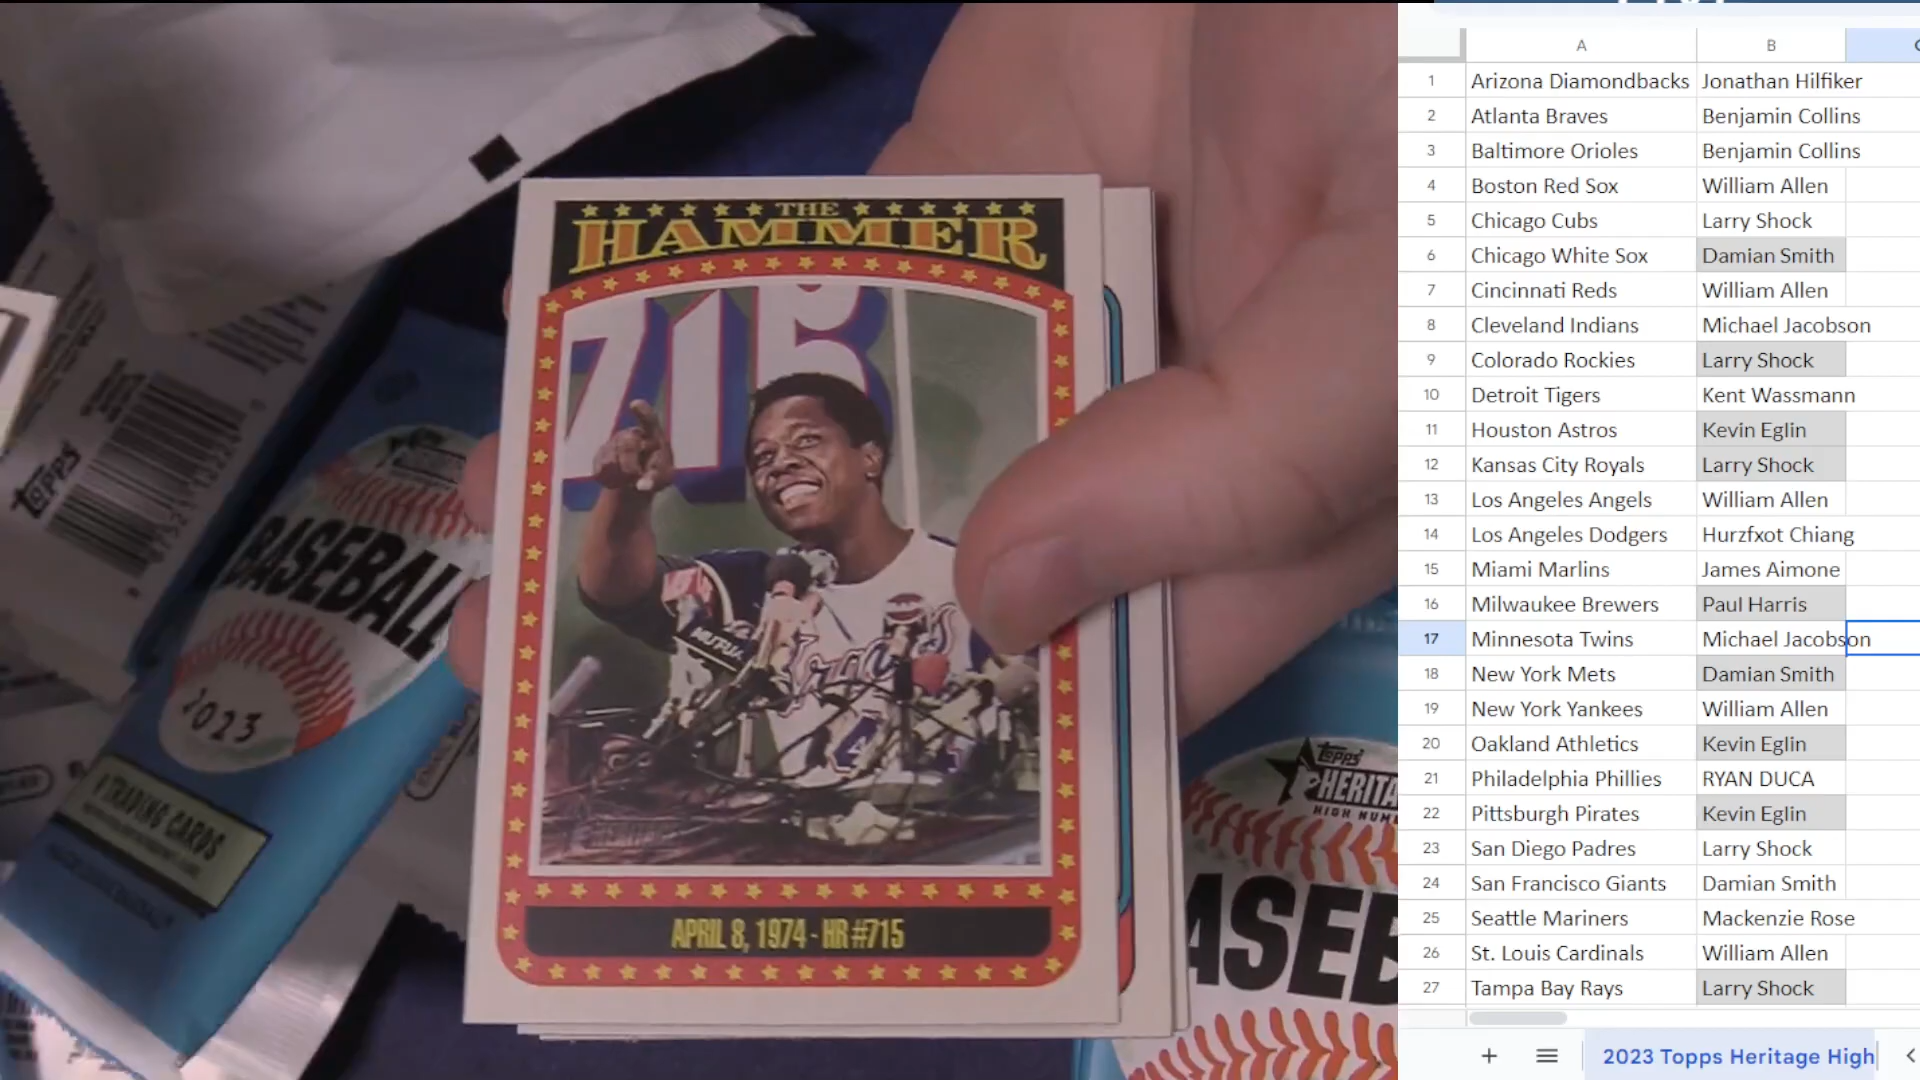 THE
HAMMER
715
APRIL 8, 1974 - HR #715
Topps
BASEBALL
2023
TRADING CARDS
Topps
HERITA
HIGH NUM
ASEB
A
B
1 Arizona Diamondbacks Jonathan Hilfiker
2 Atlanta Braves Benjamin Collins
3 Baltimore Orioles Benjamin Collins
4 Boston Red Sox William Allen
5 Chicago Cubs Larry Shock
6 Chicago White Sox Damian Smith
7 Cincinnati Reds William Allen
8 Cleveland Indians Michael Jacobson
9 Colorado Rockies Larry Shock
10 Detroit Tigers Kent Wassmann
11 Houston Astros Kevin Eglin
12 Kansas City Royals Larry Shock
13 Los Angeles Angels William Allen
14 Los Angeles Dodgers Hurzfxot Chiang
15 Miami Marlins James Aimone
16 Milwaukee Brewers Paul Harris
17 Minnesota Twins Michael Jacobson
18 New York Mets Damian Smith
19 New York Yankees William Allen
20 Oakland Athletics Kevin Eglin
21 Philadelphia Phillies RYAN DUCA
22 Pittsburgh Pirates Kevin Eglin
23 San Diego Padres Larry Shock
24 San Francisco Giants Damian Smith
25 Seattle Mariners Mackenzie Rose
26 St. Louis Cardinals William Allen
27 Tampa Bay Rays Larry Shock
2023 Topps Heritage High